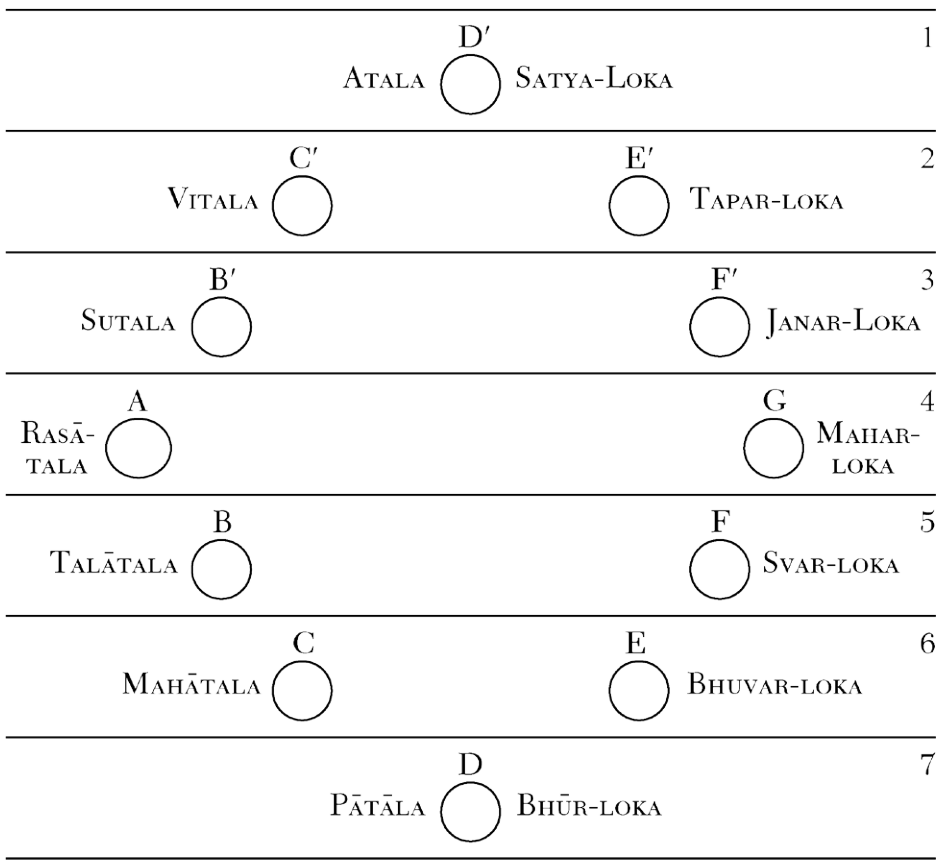 D′ 1
Atala Satya-Loka
C′ E′ 2
Vitala Tapar-loka
B′ F′ 3
Sutala Janar-Loka
A G 4
Rasā- Mahar-
tala loka
B F 5
Talātala Svar-loka
C E 6
Mahātala Bhuvar-loka
D 7
Pātāla Bhūr-loka